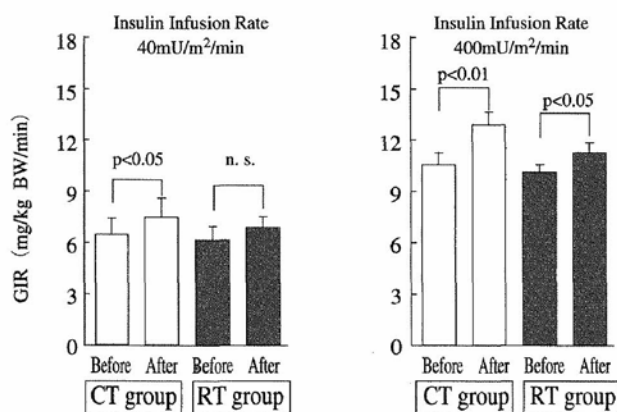 Insulin Infusion Rate
40mU/m²/min
Insulin Infusion Rate
400mU/m²/min
GIR (mg/kg BW/min)
18
15
12
9
6
3
0
p<0.05
n. s.
Before After Before After
CT group RT group
18
15
12
9
6
3
0
p<0.01
p<0.05
Before After Before After
CT group RT group